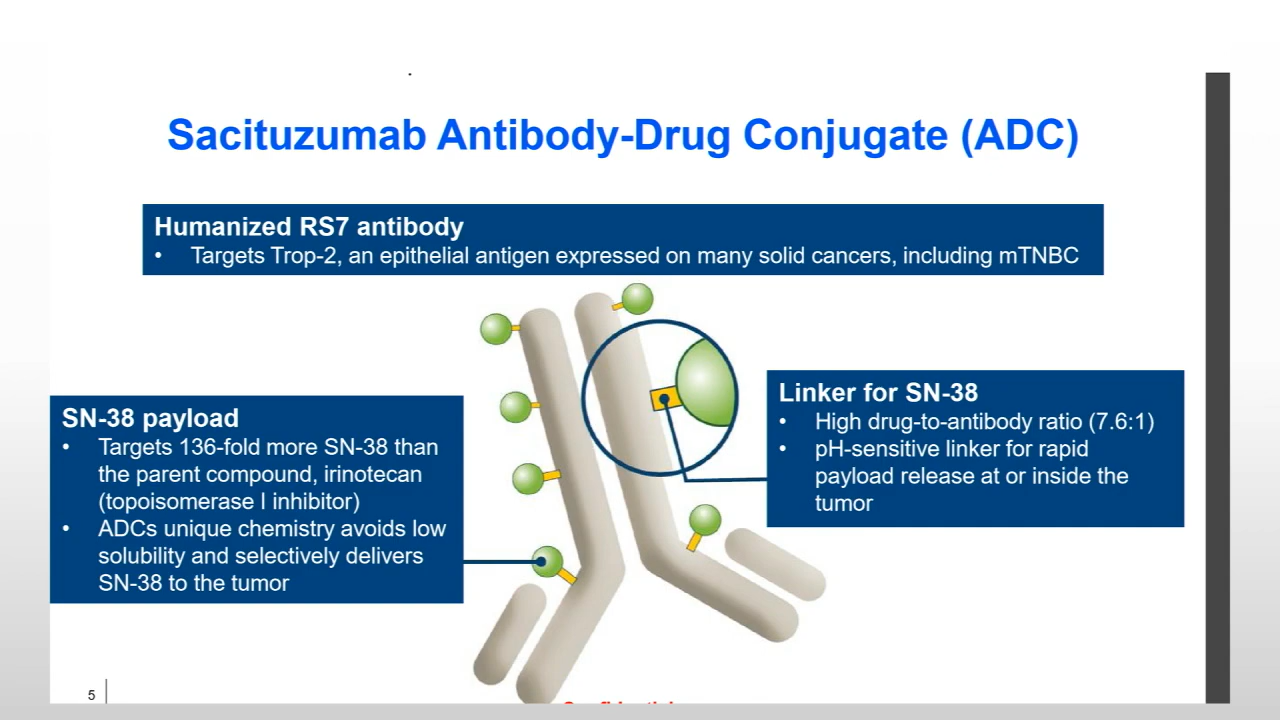 Sacituzumab Antibody-Drug Conjugate (ADC)
Humanized RS7 antibody
• Targets Trop-2, an epithelial antigen expressed on many solid cancers, including mTNBC
SN-38 payload
• Targets 136-fold more SN-38 than
the parent compound, irinotecan
(topoisomerase I inhibitor)
• ADCs unique chemistry avoids low
solubility and selectively delivers
SN-38 to the tumor
Linker for SN-38
• High drug-to-antibody ratio (7.6:1)
• pH-sensitive linker for rapid
payload release at or inside the
tumor
5